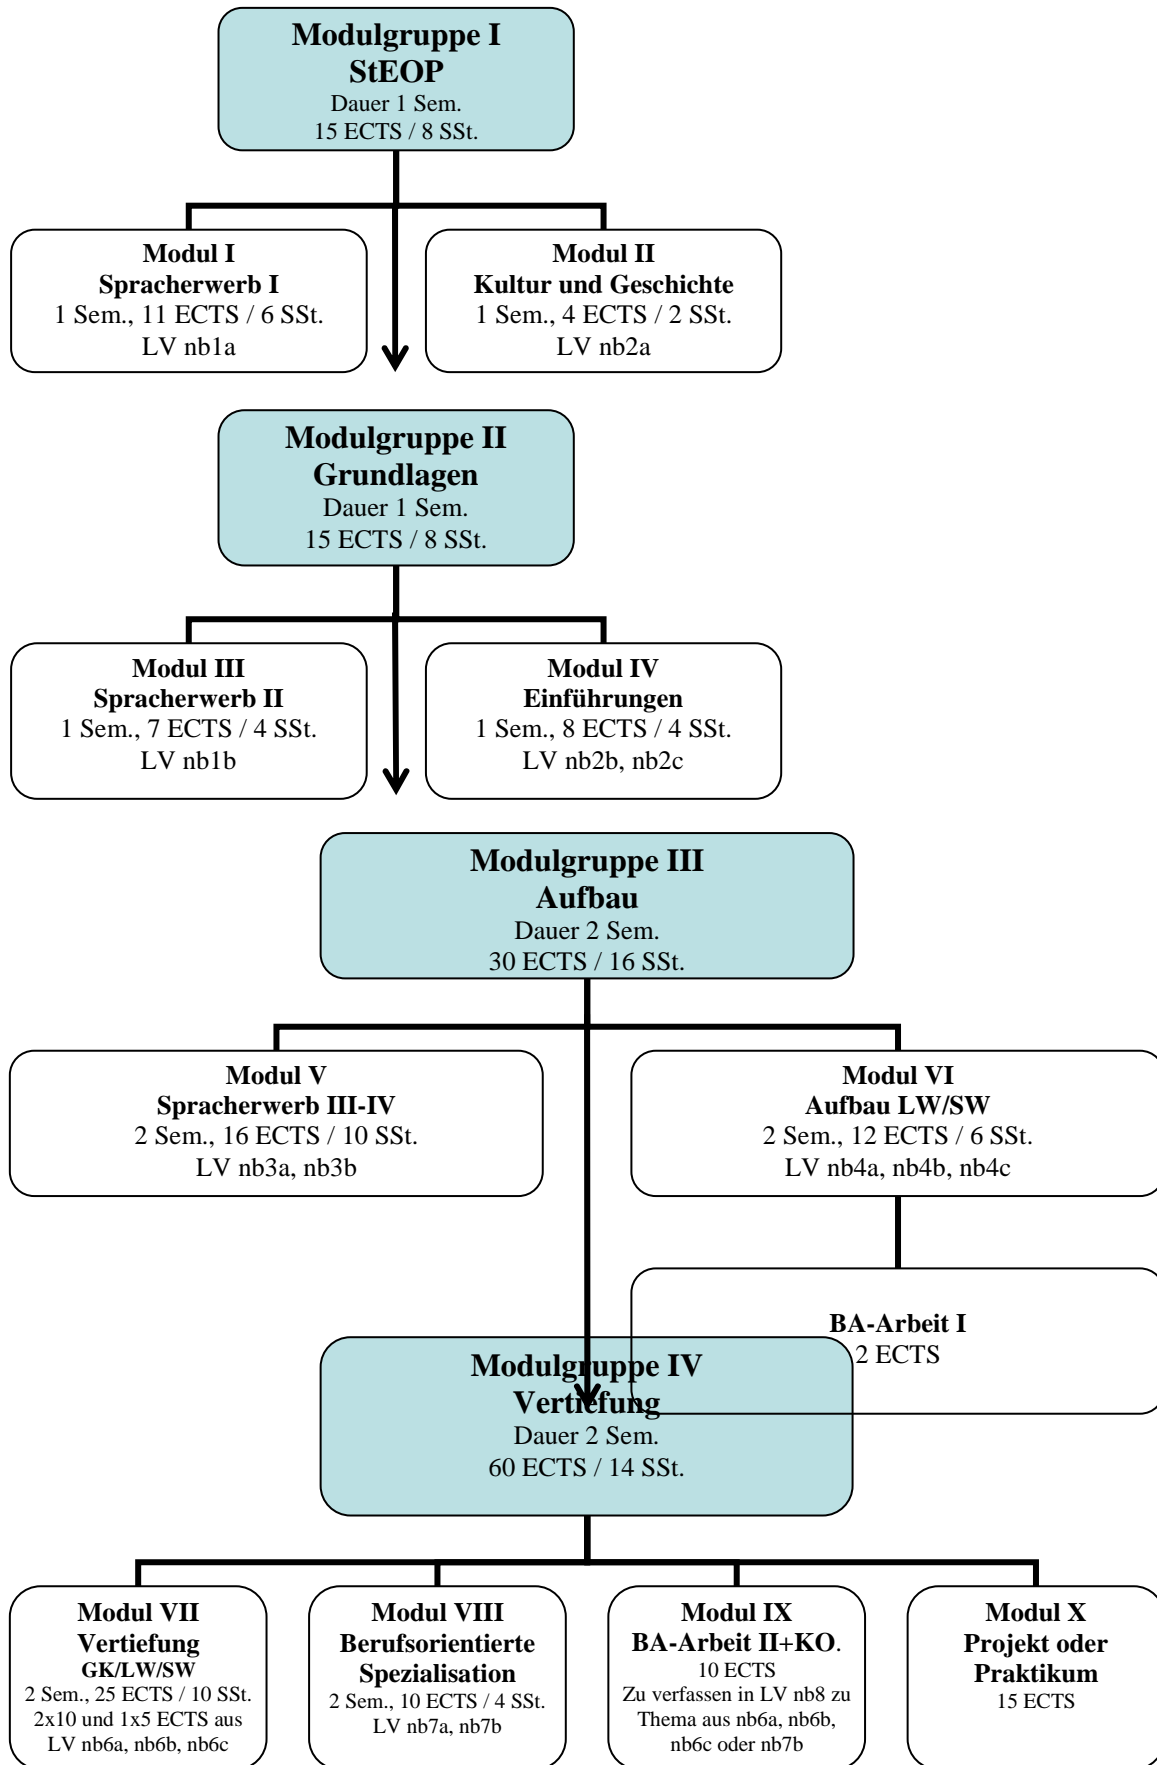 Modulgruppe I
StEOP
Dauer 1 Sem.
15 ECTS / 8 SSt.
Modul I
Spracherwerb I
1 Sem., 11 ECTS / 6 SSt.
LV nb1a
Modul II
Kultur und Geschichte
1 Sem., 4 ECTS / 2 SSt.
LV nb2a
Modulgruppe II
Grundlagen
Dauer 1 Sem.
15 ECTS / 8 SSt.
Modul III
Spracherwerb II
1 Sem., 7 ECTS / 4 SSt.
LV nb1b
Modul IV
Einführungen
1 Sem., 8 ECTS / 4 SSt.
LV nb2b, nb2c
Modulgruppe III
Aufbau
Dauer 2 Sem.
30 ECTS / 16 SSt.
Modul V
Spracherwerb III-IV
2 Sem., 16 ECTS / 10 SSt.
LV nb3a, nb3b
Modul VI
Aufbau LW/SW
2 Sem., 12 ECTS / 6 SSt.
LV nb4a, nb4b, nb4c
BA-Arbeit I
2 ECTS
Modulgruppe IV
Vertiefung
Dauer 2 Sem.
60 ECTS / 14 SSt.
Modul VII
Vertiefung
GK/LW/SW
2 Sem., 25 ECTS / 10 SSt.
2x10 und 1x5 ECTS aus
LV nb6a, nb6b, nb6c
Modul VIII
Berufsorientierte
Spezialisation
2 Sem., 10 ECTS / 4 SSt.
LV nb7a, nb7b
Modul IX
BA-Arbeit II+KO.
10 ECTS
Zu verfassen in LV nb8 zu
Thema aus nb6a, nb6b,
nb6c oder nb7b
Modul X
Projekt oder
Praktikum
15 ECTS